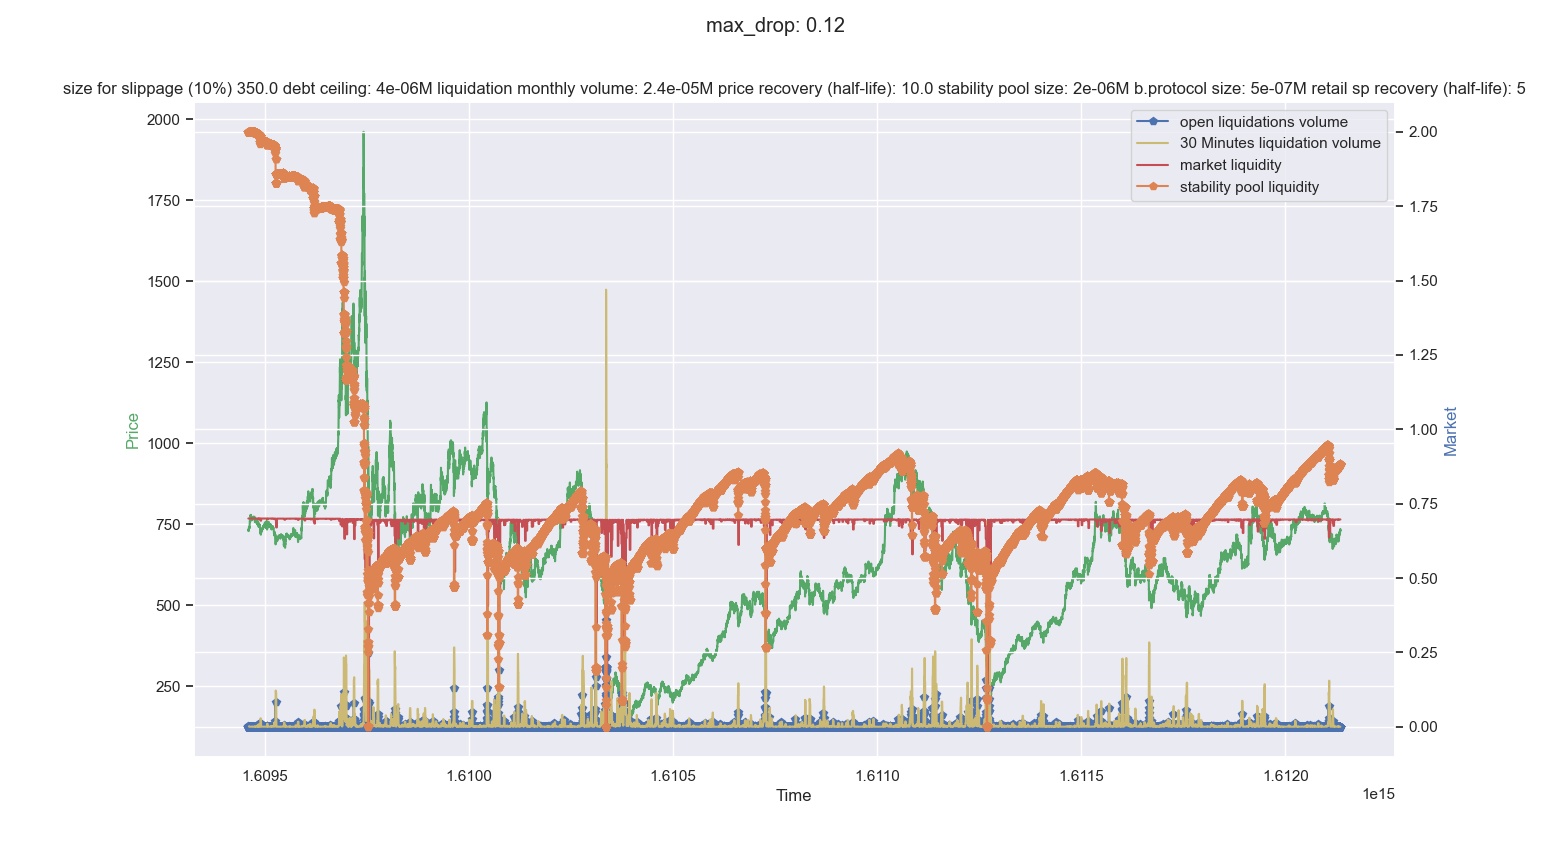 max_drop: 0.12
size for slippage (10%) 350.0 debt ceiling: 4e-06M liquidation monthly volume: 2.4e-05M price recovery (half-life): 10.0 stability pool size: 2e-06M b.protocol size: 5e-07M retail sp recovery (half-life): 5
open liquidations volume
30 Minutes liquidation volume
market liquidity
stability pool liquidity
2000
1750
1500
1250
1000
750
500
250
Price
2.00
1.75
1.50
1.25
1.00
0.75
0.50
0.25
0.00
Market
1.6095 1.6100 1.6105 1.6110 1.6115 1.6120
Time
1e15